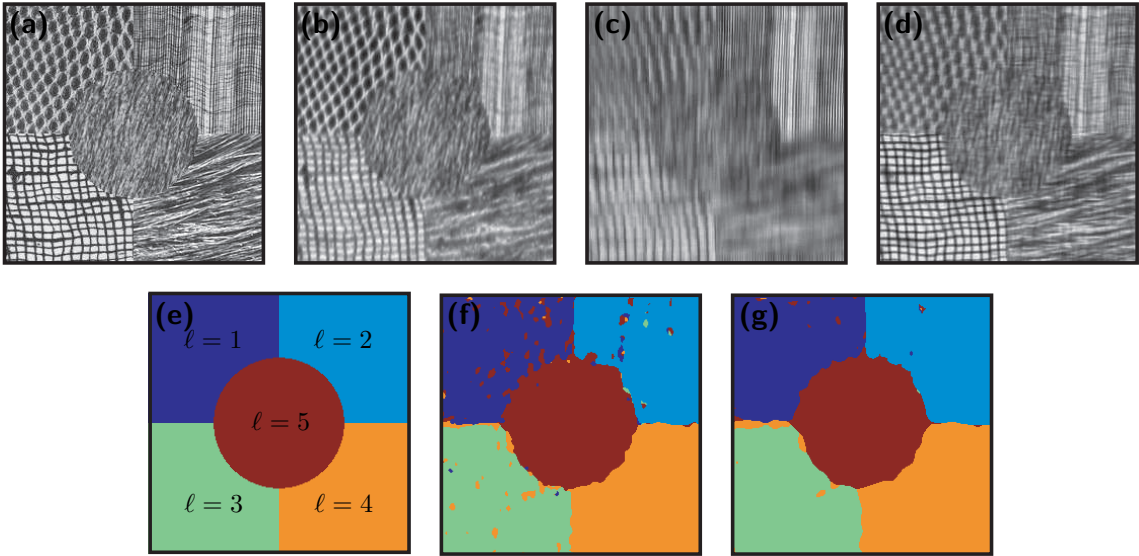 (a)
(b)
(c)
(d)
(e)
ℓ = 1
ℓ = 2
ℓ = 5
ℓ = 3
ℓ = 4
(f)
(g)